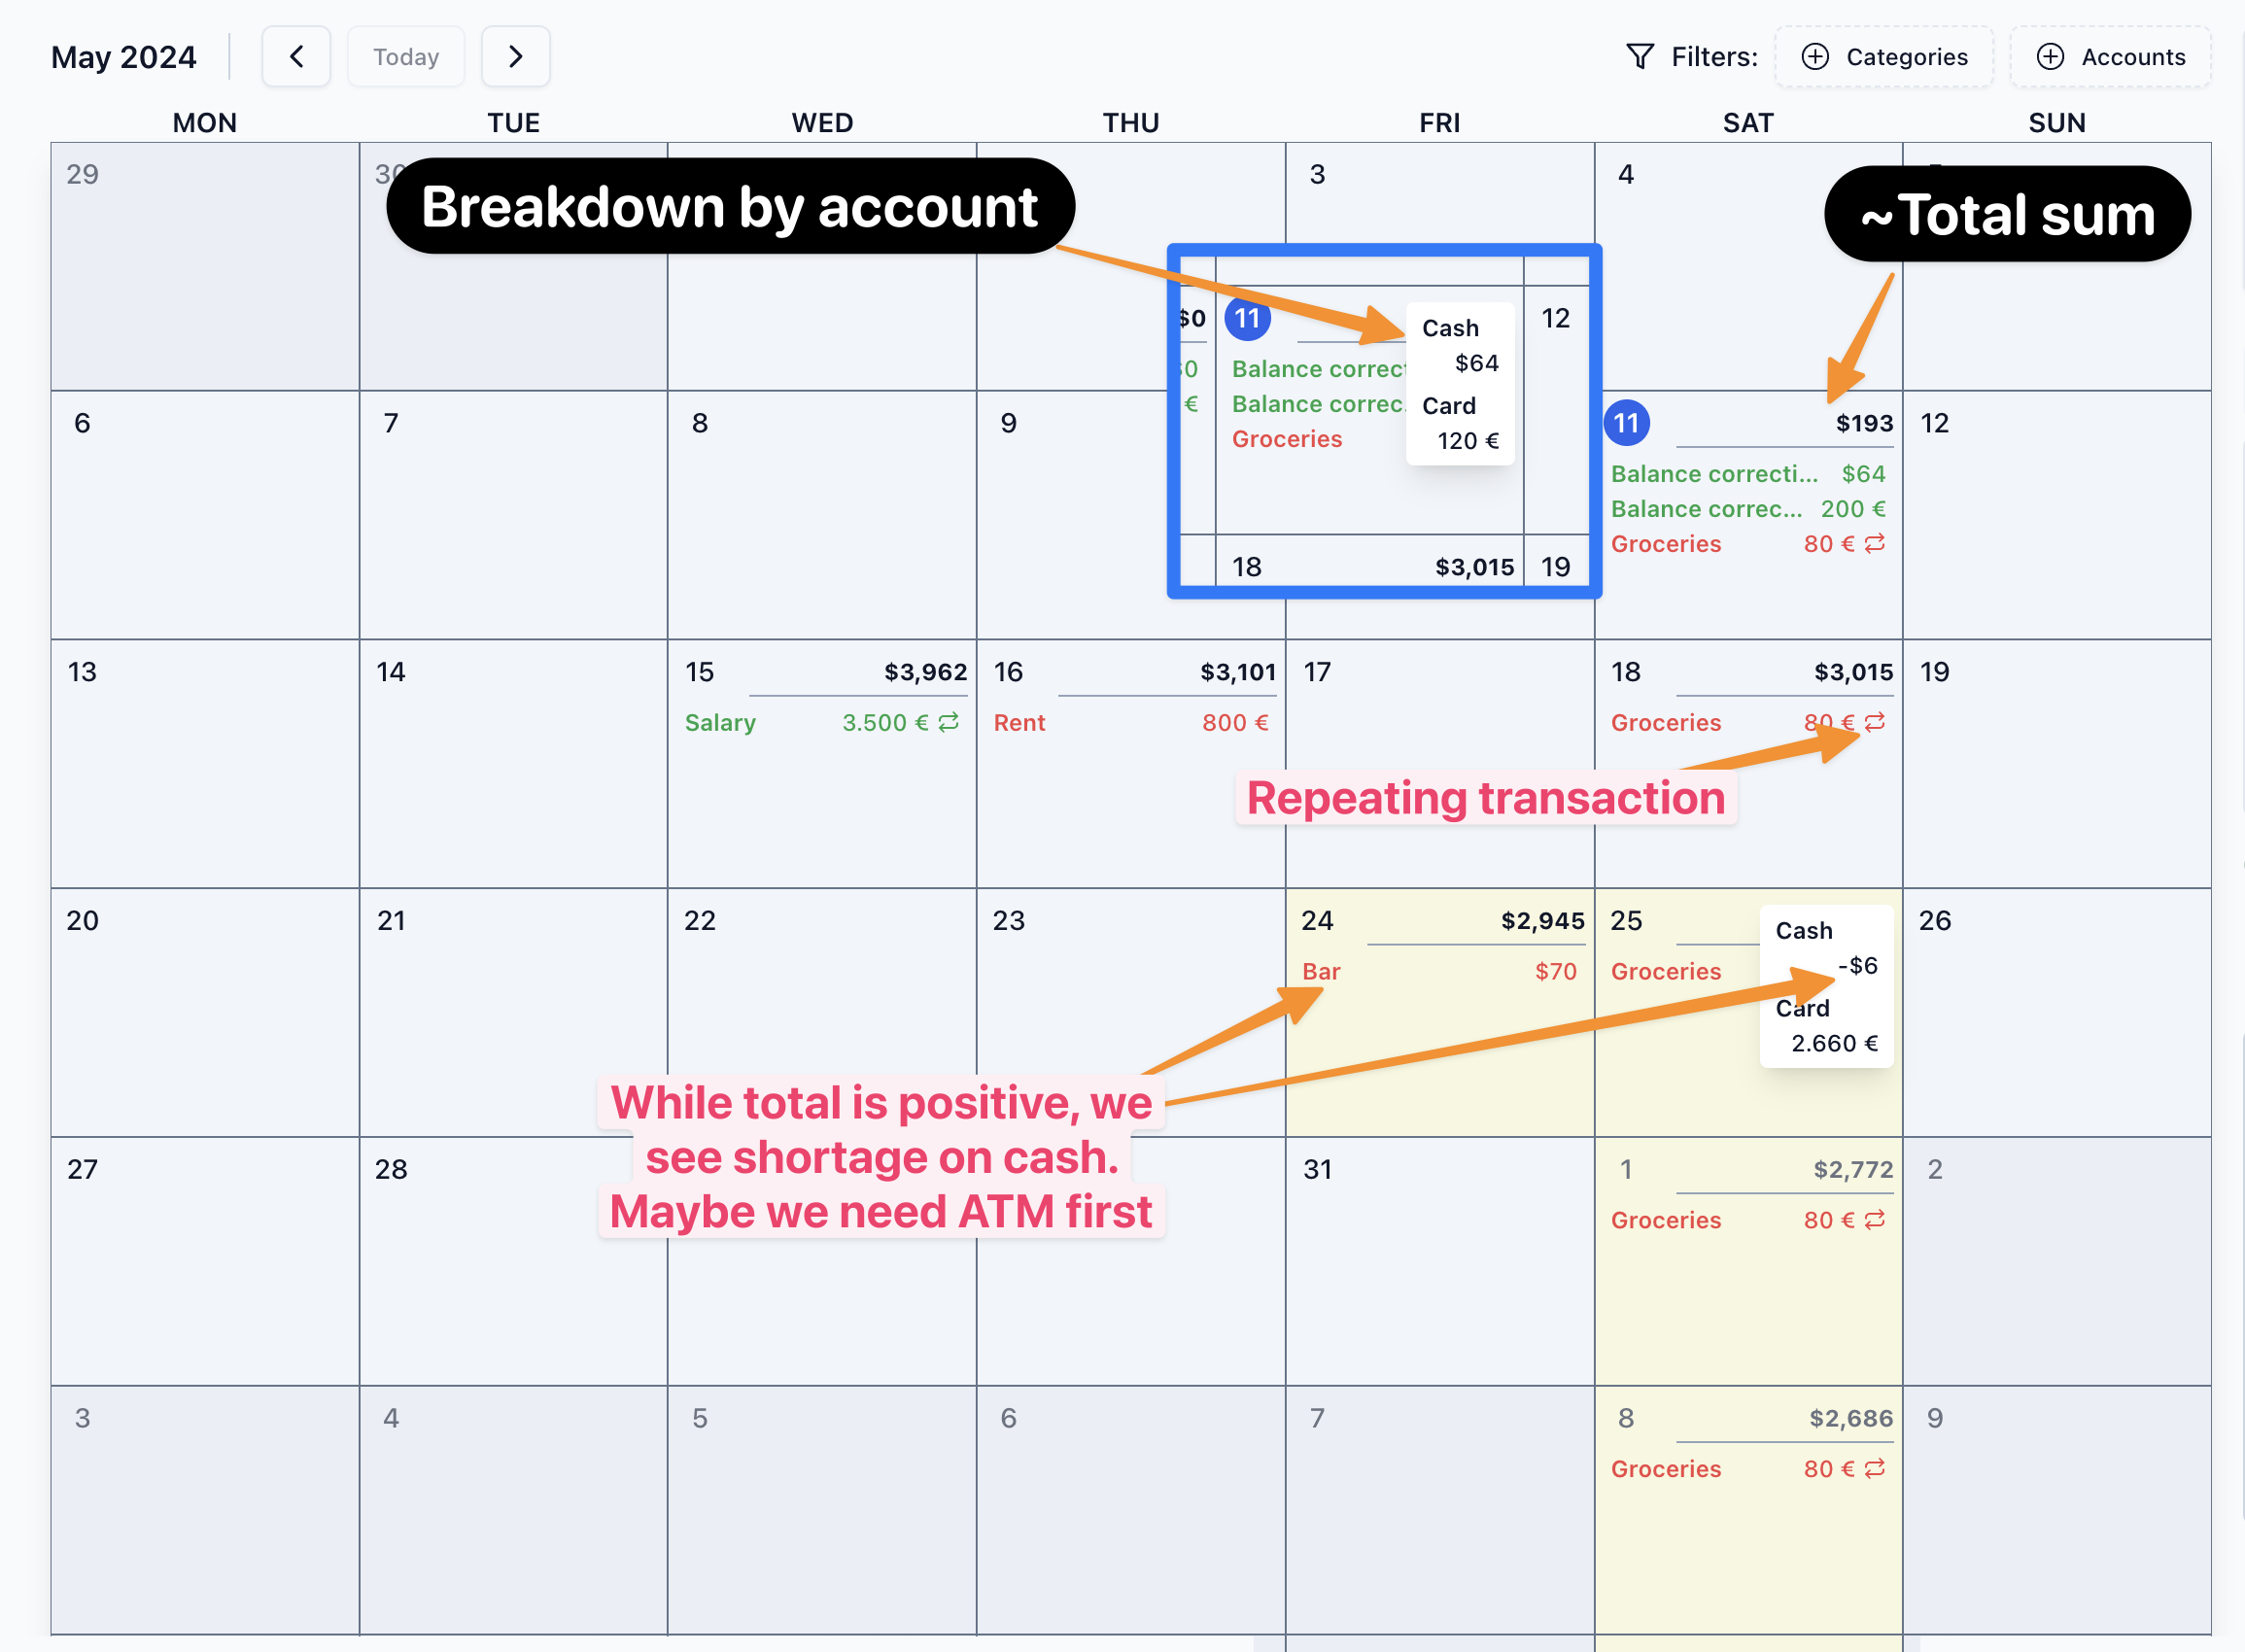 May 2024
Today
Filters:
Categories
Accounts
MON TUE WED THU FRI SAT SUN
29
3
4
Breakdown by account
~Total sum
$0
11
12
Cash
$64
Card
120 €
0
€
Balance correct
Balance correc.
Groceries
18 $3,015
19
6
7
8
9
11 $193
Balance correcti... $64
Balance correc... 200 €
Groceries 80 €
12
13
14
15 $3,962
Salary 3.500 €
16 $3,101
Rent 800 €
17
18 $3,015
Groceries 80 €
19
Repeating transaction
20
21
22
23
24 $2,945
Bar $70
25
Groceries
Cash
-$6
Card
2.660 €
26
While total is positive, we
see shortage on cash.
Maybe we need ATM first
27
28
31
1 $2,772
Groceries 80 €
2
3
4
5
6
7
8 $2,686
Groceries 80 €
9